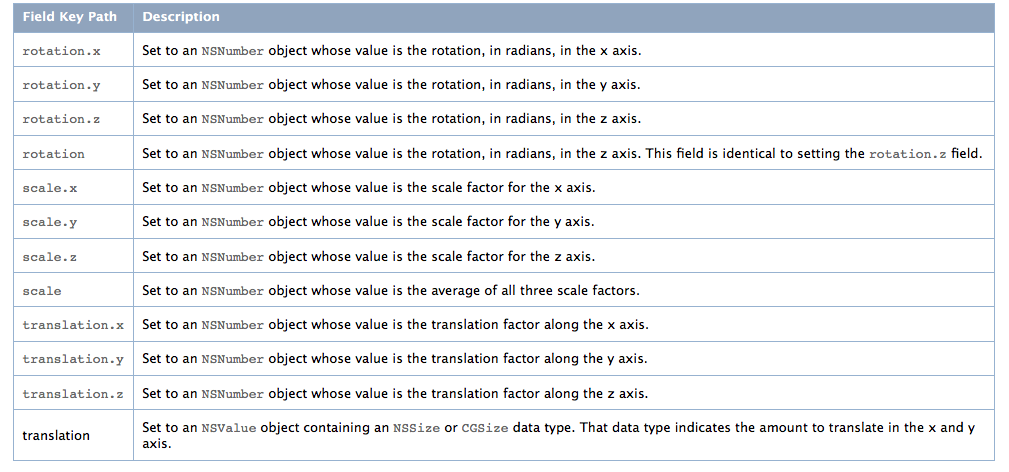 Field Key Path Description
rotation.x Set to an NSNumber object whose value is the rotation, in radians, in the x axis.
rotation.y Set to an NSNumber object whose value is the rotation, in radians, in the y axis.
rotation.z Set to an NSNumber object whose value is the rotation, in radians, in the z axis.
rotation Set to an NSNumber object whose value is the rotation, in radians, in the z axis. This field is identical to setting the rotation.z field.
scale.x Set to an NSNumber object whose value is the scale factor for the x axis.
scale.y Set to an NSNumber object whose value is the scale factor for the y axis.
scale.z Set to an NSNumber object whose value is the scale factor for the z axis.
scale Set to an NSNumber object whose value is the average of all three scale factors.
translation.x Set to an NSNumber object whose value is the translation factor along the x axis.
translation.y Set to an NSNumber object whose value is the translation factor along the y axis.
translation.z Set to an NSNumber object whose value is the translation factor along the z axis.
translation Set to an NSValue object containing an NSSize or CGSize data type. That data type indicates the amount to translate in the x and y
axis.